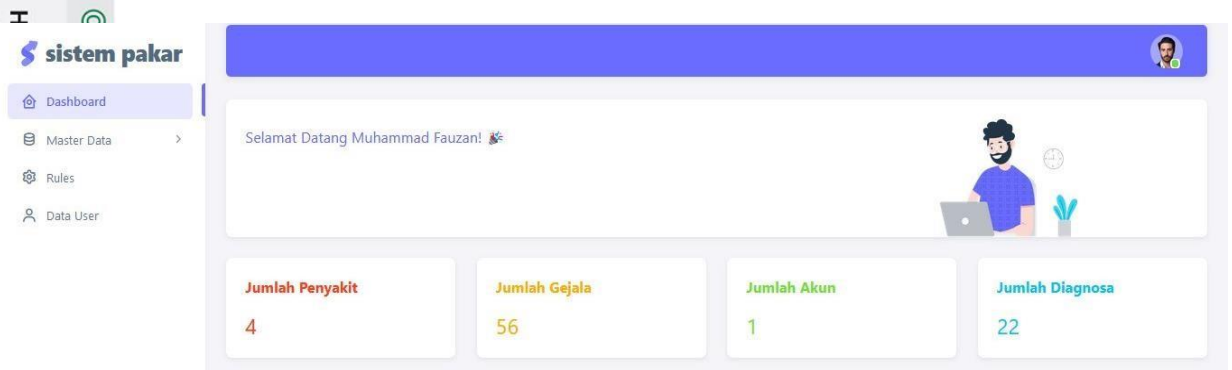 sistem pakar
Dashboard
Master Data
Rules
Data User
Selamat Datang Muhammad Fauzan! 🎉
Jumlah Penyakit
4
Jumlah Gejala
56
Jumlah Akun
1
Jumlah Diagnosa
22